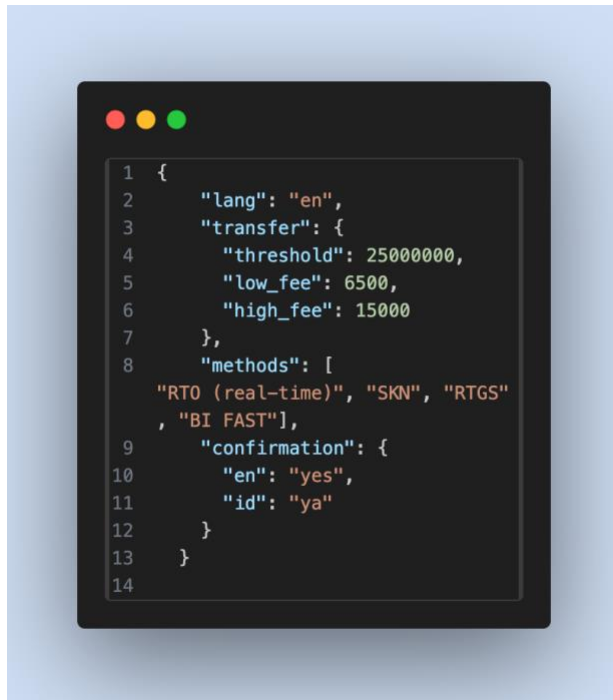 1 {
2 "lang": "en",
3 "transfer": {
4 "threshold": 25000000,
5 "low_fee": 6500,
6 "high_fee": 15000
7 },
8 "methods": [
"RTO (real-time)", "SKN", "RTGS"
, "BI FAST"],
9 "confirmation": {
10 "en": "yes",
11 "id": "ya"
12 }
13 }
14